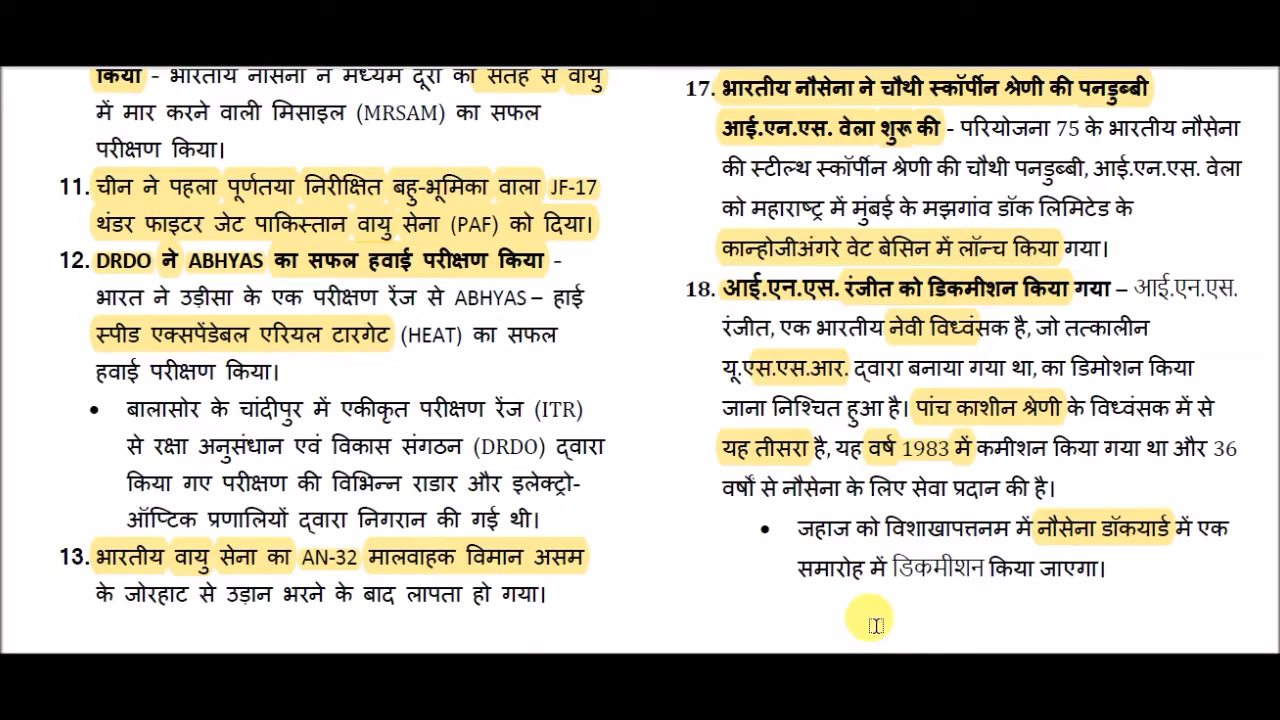 किया - भारतीय नौसेना ने मध्यम दूरी की सतह से वायु
में मार करने वाली मिसाइल (MRSAM) का सफल
परीक्षण किया।
11. चीन ने पहला पूर्णतया निरीक्षित बहु-भूमिका वाला JF-17
थंडर फाइटर जेट पाकिस्तान वायु सेना (PAF) को दिया।
12. DRDO ने ABHYAS का सफल हवाई परीक्षण किया -
भारत ने उड़ीसा के एक परीक्षण रेंज से ABHYAS – हाई
स्पीड एक्सपेंडेबल एरियल टारगेट (HEAT) का सफल
हवाई परीक्षण किया।
• बालासोर के चांदीपुर में एकीकृत परीक्षण रेंज (ITR)
से रक्षा अनुसंधान एवं विकास संगठन (DRDO) द्वारा
किया गए परीक्षण की विभिन्न राडार और इलेक्ट्रो-
ऑप्टिक प्रणालियों द्वारा निगरान की गई थी।
13. भारतीय वायु सेना का AN-32 मालवाहक विमान असम
के जोरहाट से उड़ान भरने के बाद लापता हो गया।
17. भारतीय नौसेना ने चौथी स्कॉर्पीन श्रेणी की पनडुब्बी
आई.एन.एस. वेला शुरू की - परियोजना 75 के भारतीय नौसेना
की स्टील्थ स्कॉर्पीन श्रेणी की चौथी पनडुब्बी, आई.एन.एस. वेला
को महाराष्ट्र में मुंबई के मझगांव डॉक लिमिटेड के
कान्होजीअंगरे वेट बेसिन में लॉन्च किया गया।
18. आई.एन.एस. रंजीत को डिकमीशन किया गया – आई.एन.एस.
रंजीत, एक भारतीय नेवी विध्वंसक है, जो तत्कालीन
यू.एस.एस.आर. द्वारा बनाया गया था, का डिमोशन किया
जाना निश्चित हुआ है। पांच काशीन श्रेणी के विध्वंसक में से
यह तीसरा है, यह वर्ष 1983 में कमीशन किया गया था और 36
वर्षों से नौसेना के लिए सेवा प्रदान की है।
• जहाज को विशाखापत्तनम में नौसेना डॉकयार्ड में एक
समारोह में डिकमीशन किया जाएगा।